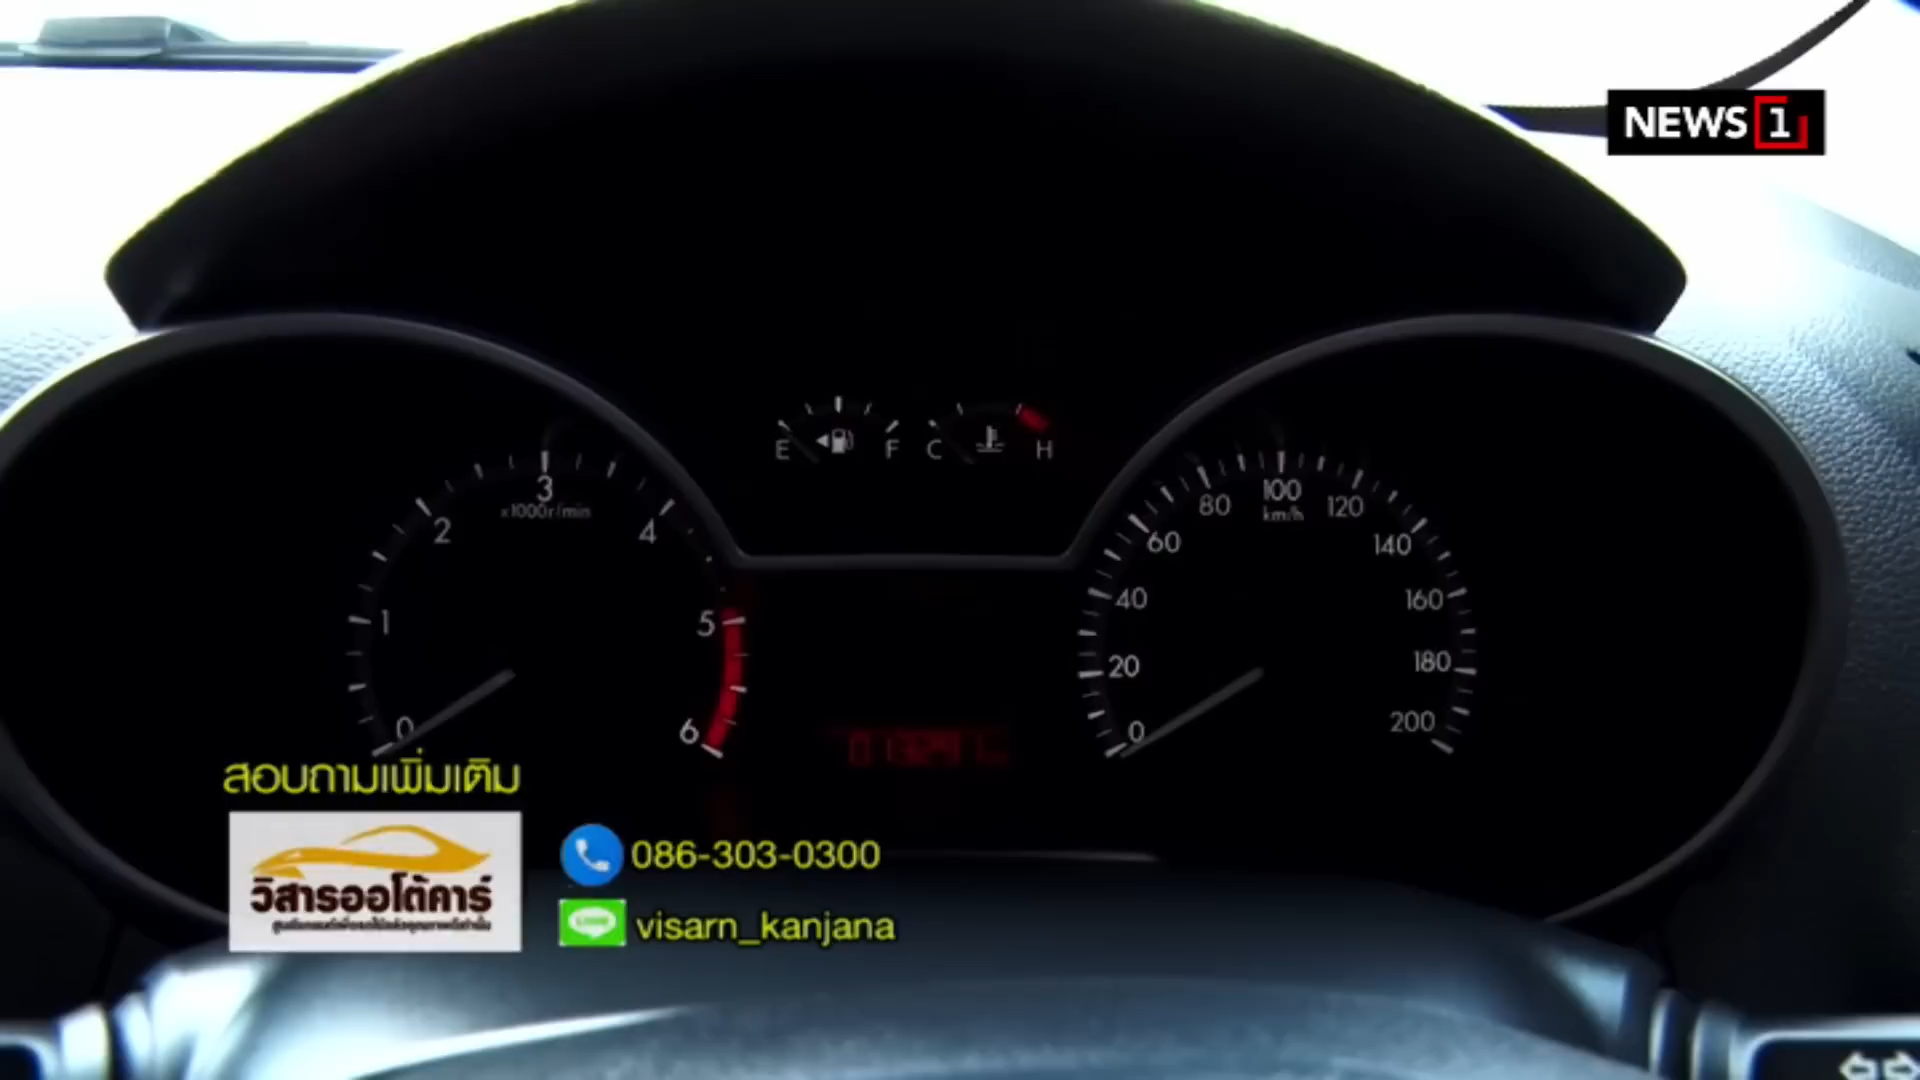 NEWS 1
E F C H
3
x1000r/min
2 4
1 5
0 6
80 100 120
km/h
60 140
40 160
20 180
0 200
สอบถามเพิ่มเติม
วิสารออโต้คาร์
086-303-0300
LINE
visarn_kanjana